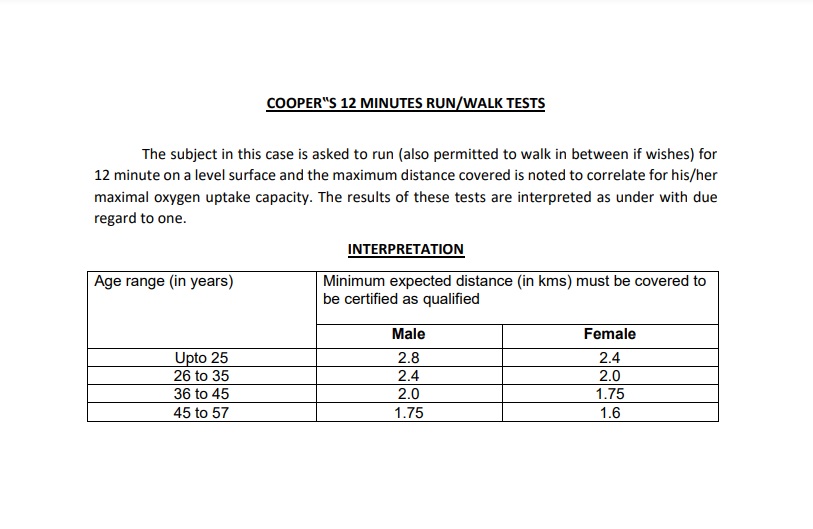 COOPER"S 12 MINUTES RUN/WALK TESTS
The subject in this case is asked to run (also permitted to walk in between if wishes) for
12 minute on a level surface and the maximum distance covered is noted to correlate for his/her
maximal oxygen uptake capacity. The results of these tests are interpreted as under with due
regard to one.
INTERPRETATION
Age range (in years) Minimum expected distance (in kms) must be covered to
be certified as qualified
Male Female
Upto 25 2.8 2.4
26 to 35 2.4 2.0
36 to 45 2.0 1.75
45 to 57 1.75 1.6